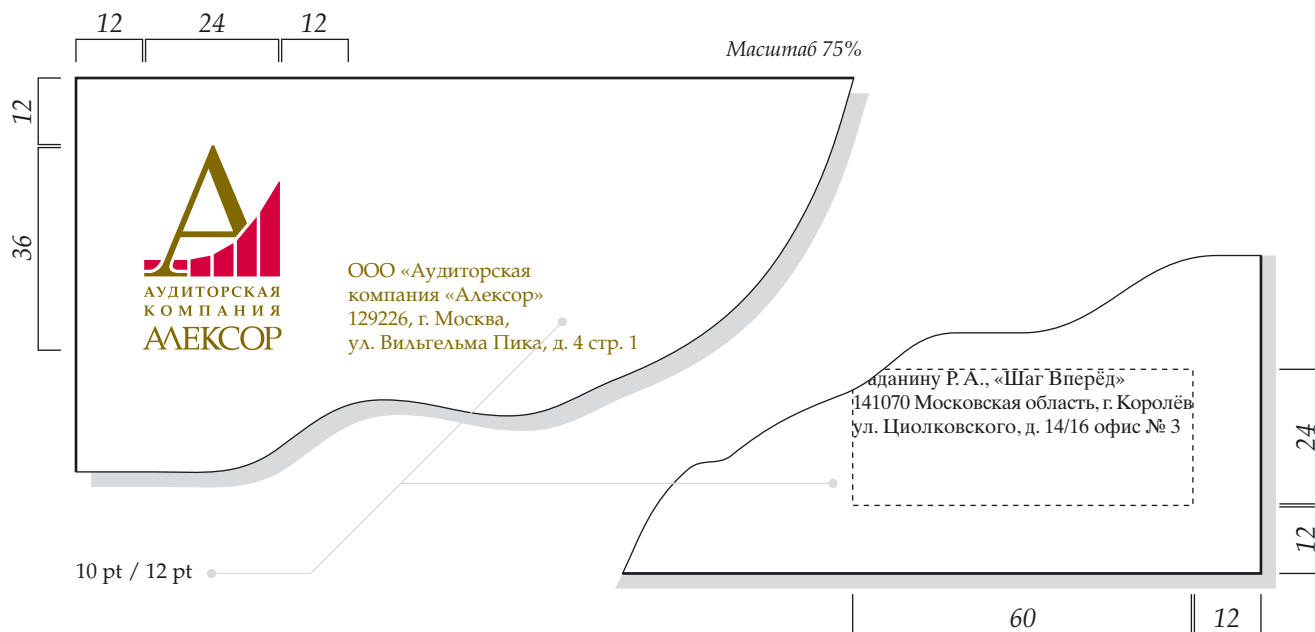 12 24 12
Масштаб 75%
12
36
АУДИТОРСКАЯ
КОМПАНИЯ
АЛЕКСОР
ООО «Аудиторская
компания «Алексор»
129226, г. Москва,
ул. Вильгельма Пика, д. 4 стр. 1
Р. А., «Шаг Вперёд»
141070 Московская область, г. Королёв
ул. Циолковского, д. 14/16 офис № 3
24
12
10 pt / 12 pt
60 12